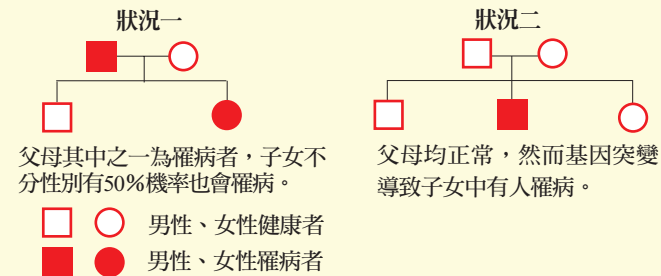 狀況一
父母其中之一為罹病者，子女不
分性別有50%機率也會罹病。
狀況二
父母均正常，然而基因突變
導致子女中有人罹病。
男性、女性健康者
男性、女性罹病者